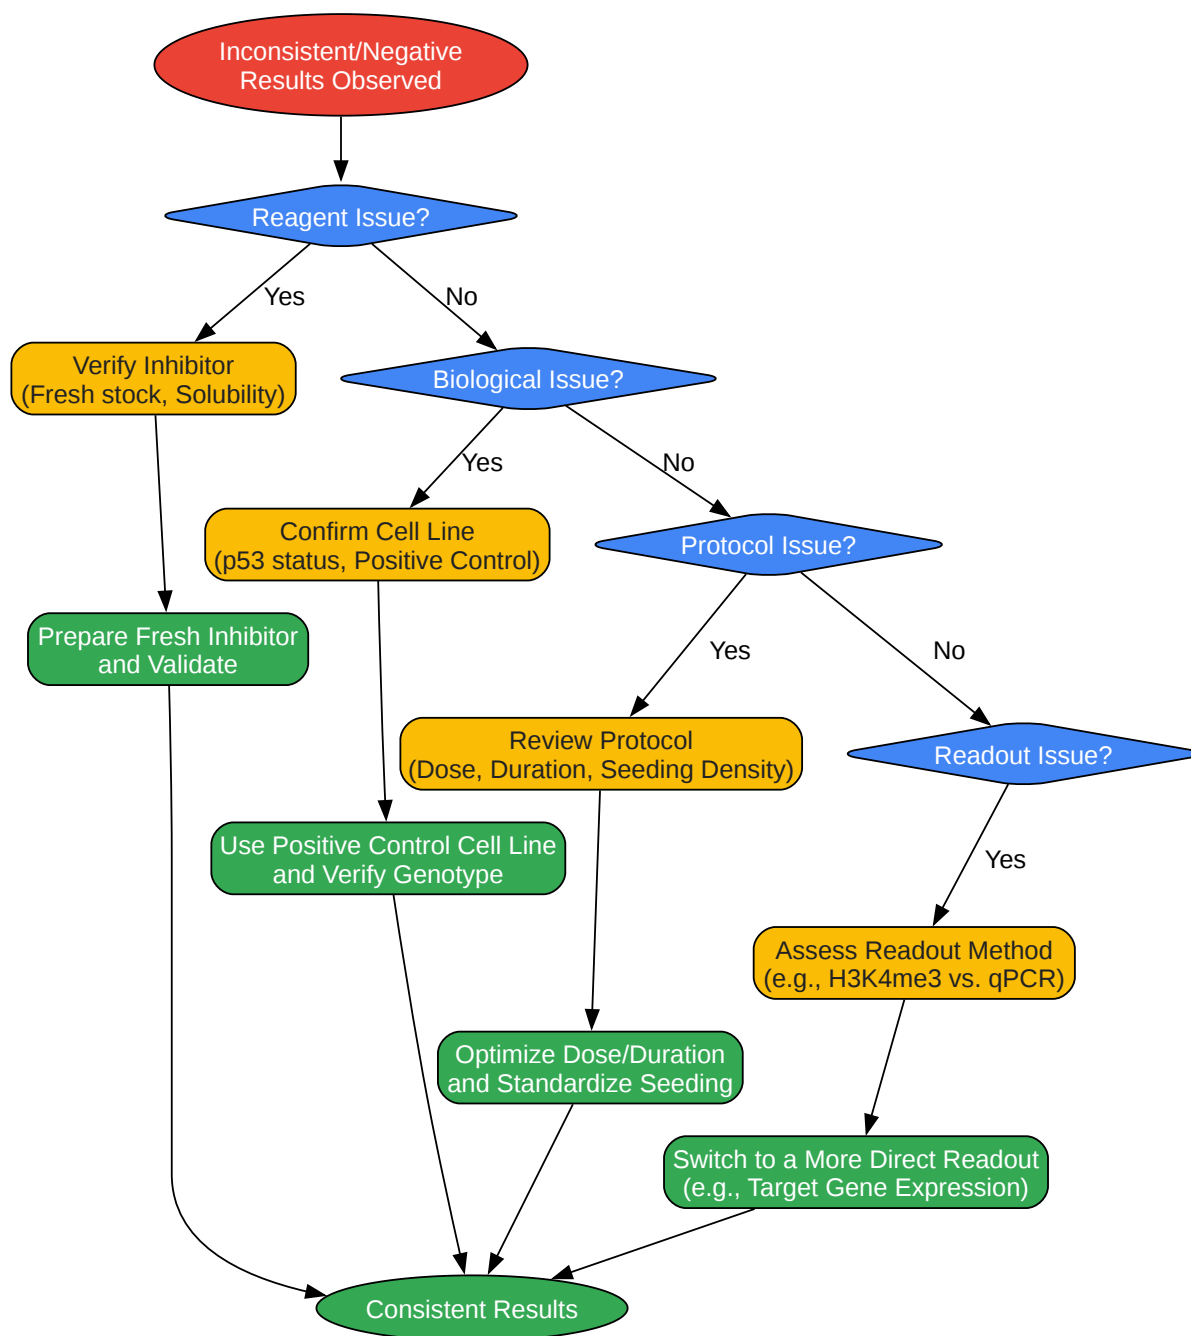 Inconsistent/Negative
Results Observed
Reagent Issue?
Yes
No
Verify Inhibitor
(Fresh stock, Solubility)
Biological Issue?
Yes
No
Confirm Cell Line
(p53 status, Positive Control)
Protocol Issue?
Prepare Fresh Inhibitor
and Validate
Yes
No
Review Protocol
(Dose, Duration, Seeding Density)
Readout Issue?
Use Positive Control Cell Line
and Verify Genotype
Yes
Assess Readout Method
(e.g., H3K4me3 vs. qPCR)
Optimize Dose/Duration
and Standardize Seeding
Switch to a More Direct Readout
(e.g., Target Gene Expression)
Consistent Results